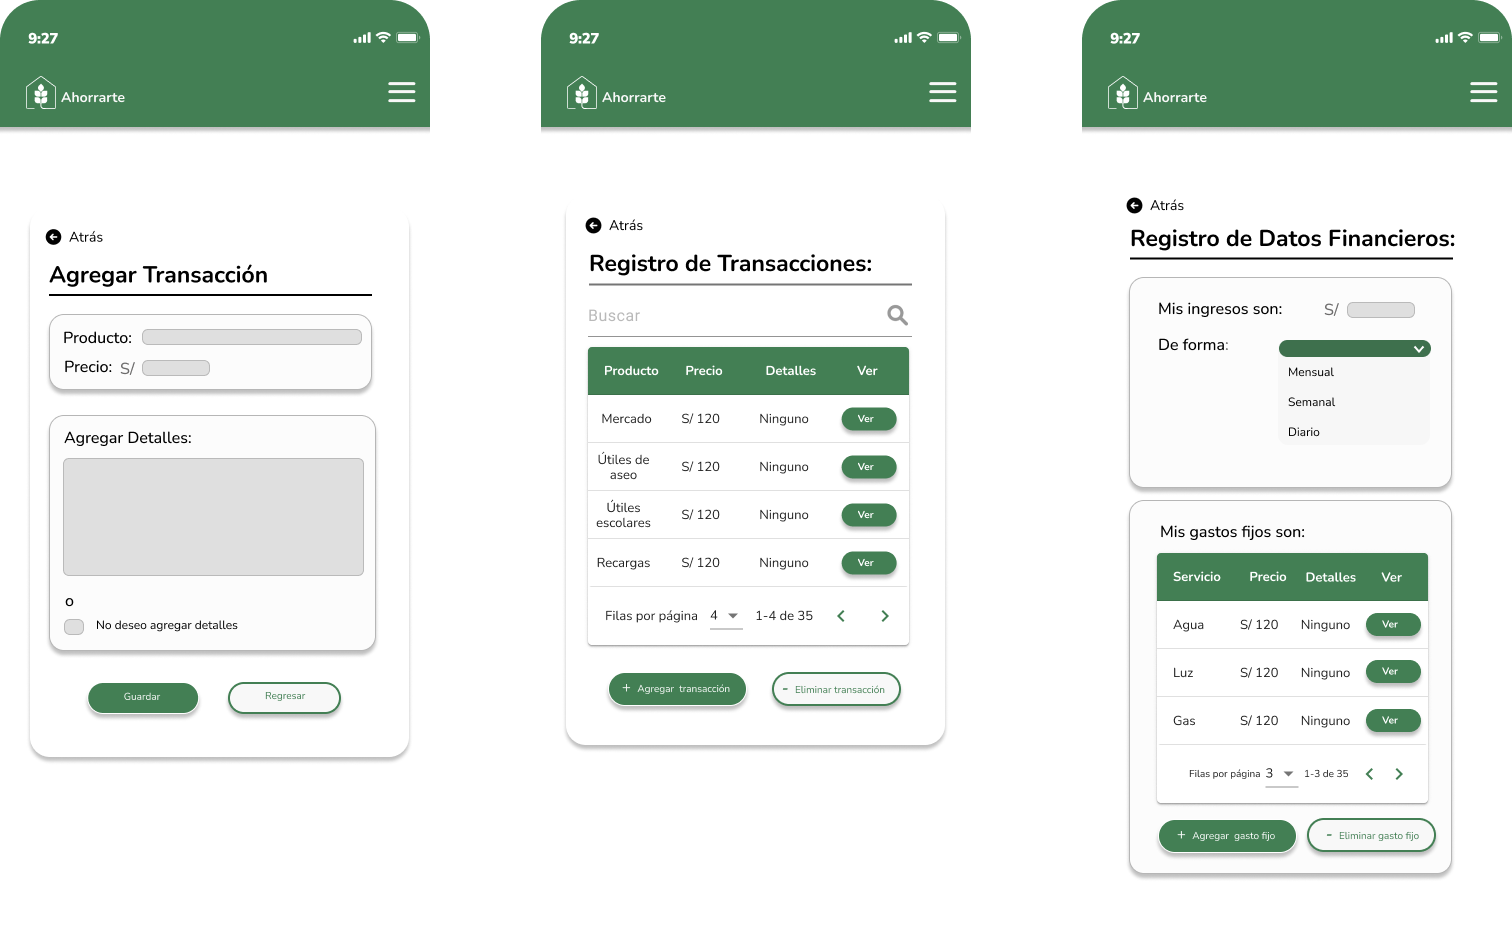 9:27
Ahorrarte
Atrás
Agregar Transacción
Producto:
Precio: S/
Agregar Detalles:
o
No deseo agregar detalles
Guardar Regresar
9:27
Ahorrarte
Atrás
Registro de Transacciones:
Buscar
Producto Precio Detalles Ver
Mercado S/ 120 Ninguno Ver
Útiles de
aseo S/ 120 Ninguno Ver
Útiles
escolares S/ 120 Ninguno Ver
Recargas S/ 120 Ninguno Ver
Filas por página 4 1-4 de 35
+ Agregar transacción - Eliminar transacción
9:27
Ahorrarte
Atrás
Registro de Datos Financieros:
Mis ingresos son: S/
De forma:
Mensual
Semanal
Diario
Mis gastos fijos son:
Servicio Precio Detalles Ver
Agua S/ 120 Ninguno Ver
Luz S/ 120 Ninguno Ver
Gas S/ 120 Ninguno Ver
Filas por página 3 1-3 de 35
+ Agregar gasto fijo - Eliminar gasto fijo